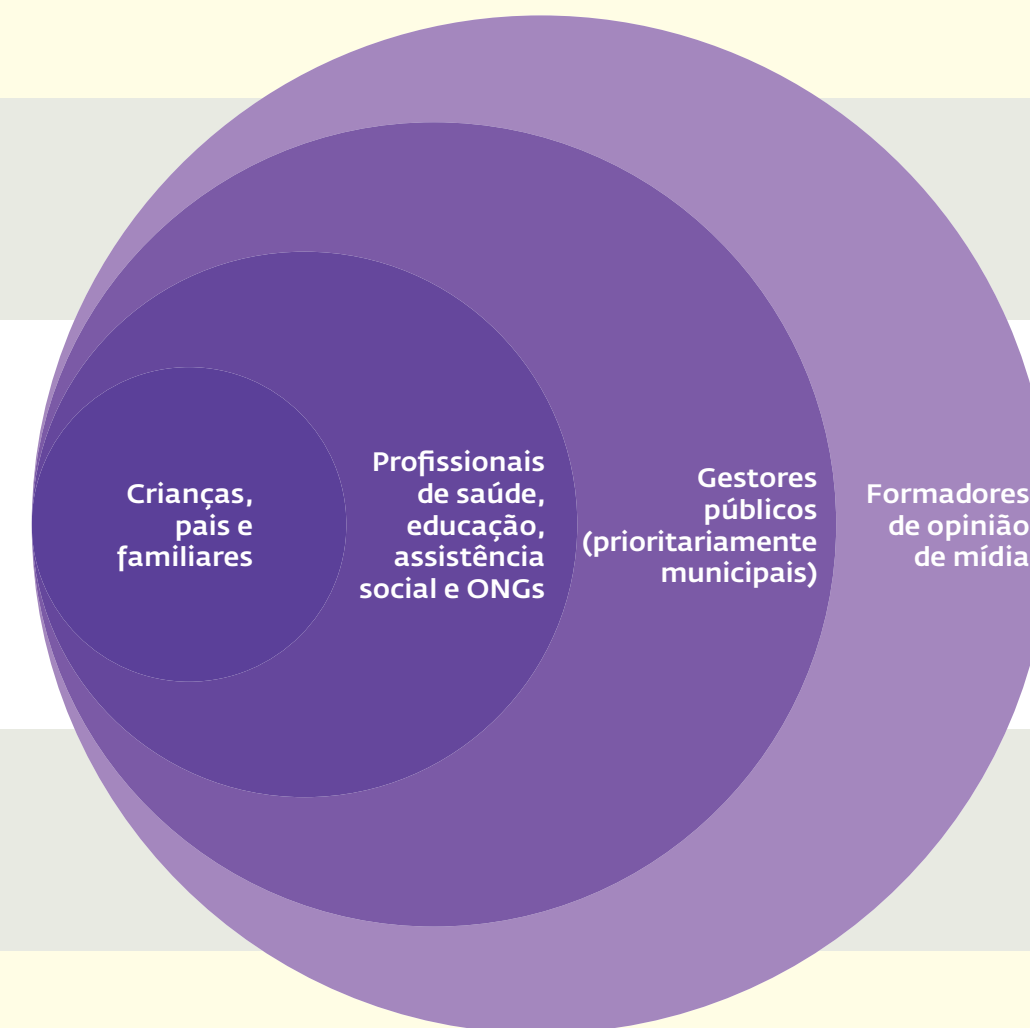 Crianças,
pais e
familiares
Profissionais
de saúde,
educação,
assistência
social e ONGs
Gestores
públicos
(prioritariamente
municipais)
Formadores
de opinião
de mídia